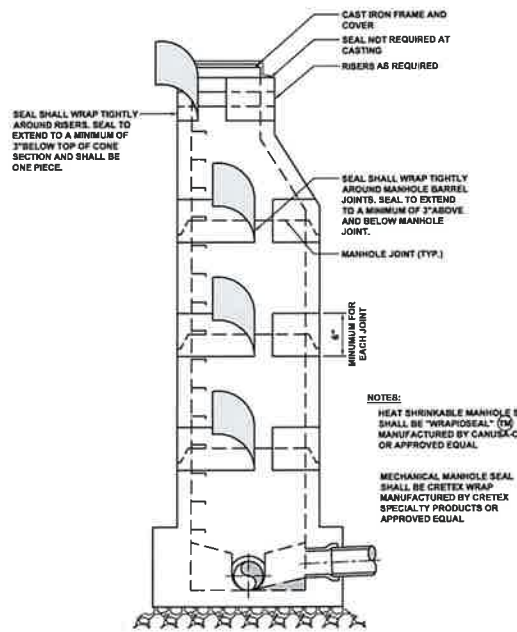 CAST IRON FRAME AND
COVER
SEAL NOT REQUIRED AT
CASTING
RISERS AS REQUIRED
SEAL SHALL WRAP TIGHTLY
AROUND RISERS. SEAL TO
EXTEND TO A MINIMUM OF
3"BELOW TOP OF CONE
SECTION AND SHALL BE
ONE PIECE.
SEAL SHALL WRAP TIGHTLY
AROUND MANHOLE BARREL
JOINTS. SEAL TO EXTEND
TO A MINIMUM OF 3"ABOVE
AND BELOW MANHOLE
JOINT.
MANHOLE JOINT (TYP.)
6"
MINUMUM FOR
EACH JOINT
NOTES:
HEAT SHRINKABLE MANHOLE S
SHALL BE "WRAPIDSEAL" TM
MANUFACTURED BY CANUSA-C
OR APPROVED EQUAL
MECHANICAL MANHOLE SEAL
SHALL BE CRETEX WRAP
MANUFACTURED BY CRETEX
SPECIALTY PRODUCTS OR
APPROVED EQUAL